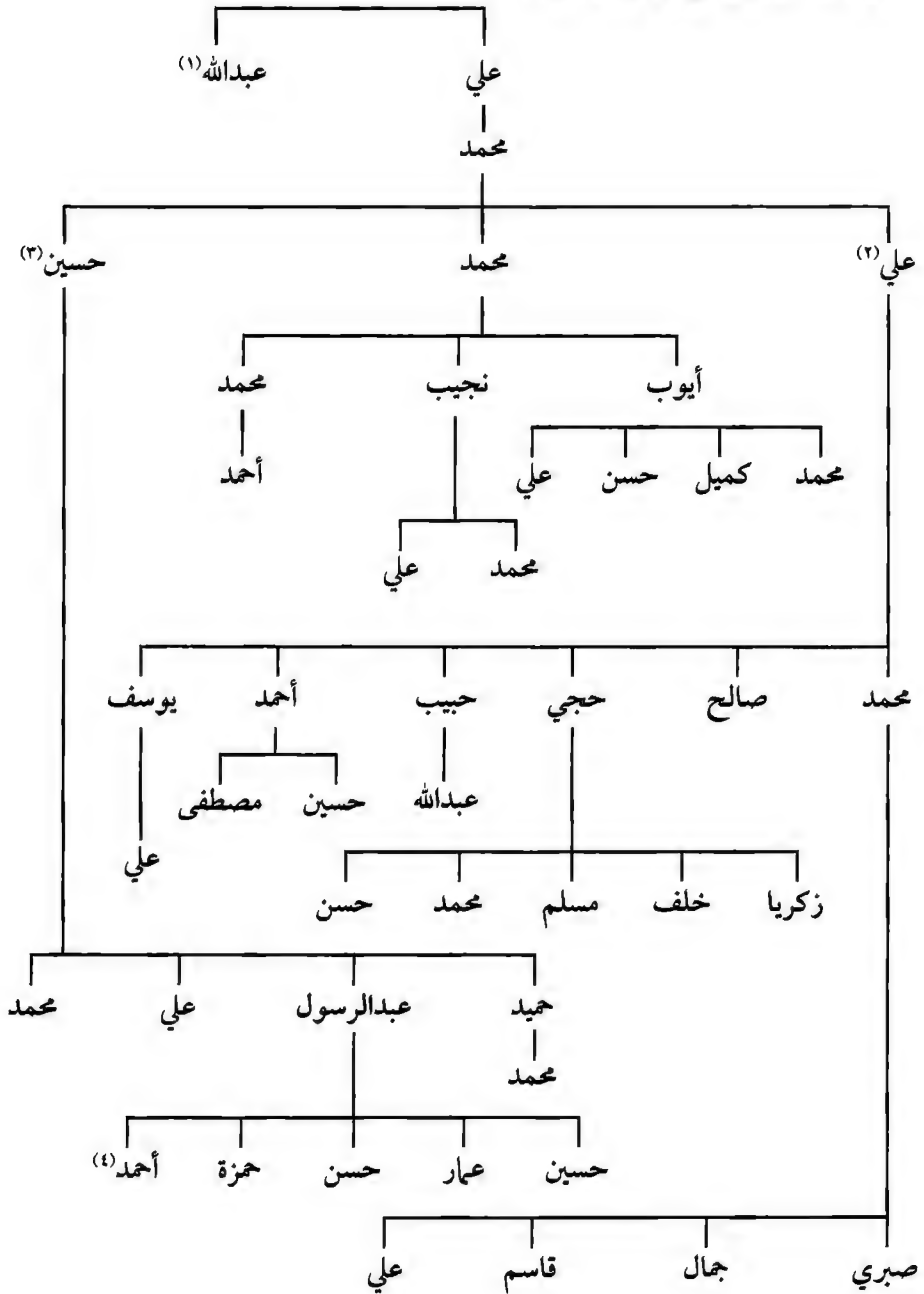 علي عبدالله(١)
محمد
علي(٢) محمد حسين(٣)
أيوب نجيب محمد
محمد كميل حسن علي أحمد
محمد علي
محمد صالح حجي حبيب أحمد يوسف
عبدالله حسين مصطفى
علي
زكريا خلف مسلم محمد حسن
حميد عبدالرسول علي محمد
محمد
حسين عمار حسن حمزة أحمد(٤)
صبري جمال قاسم علي